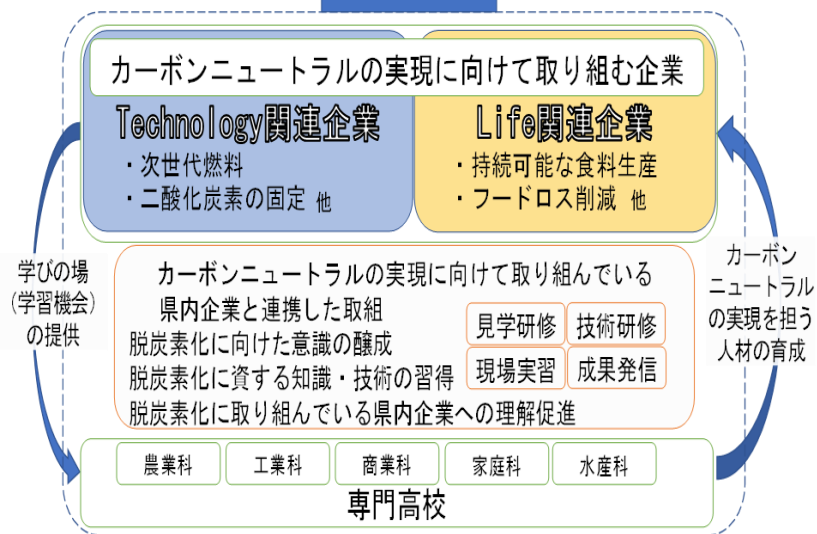 カーボンニュートラルの実現に向けて取り組む企業
Technology関連企業
・次世代燃料
・二酸化炭素の固定 他
Life関連企業
・持続可能な食料生産
・フードロス削減 他
学びの場
（学習機会）
の提供
カーボンニュートラルの実現に向けて取り組んでいる
県内企業と連携した取組
脱炭素化に向けた意識の醸成
脱炭素化に資する知識・技術の習得
脱炭素化に取り組んでいる県内企業への理解促進
見学研修
技術研修
現場実習
成果発信
カーボン
ニュートラル
の実現を担う
人材の育成
農業科
工業科
商業科
家庭科
水産科
専門高校